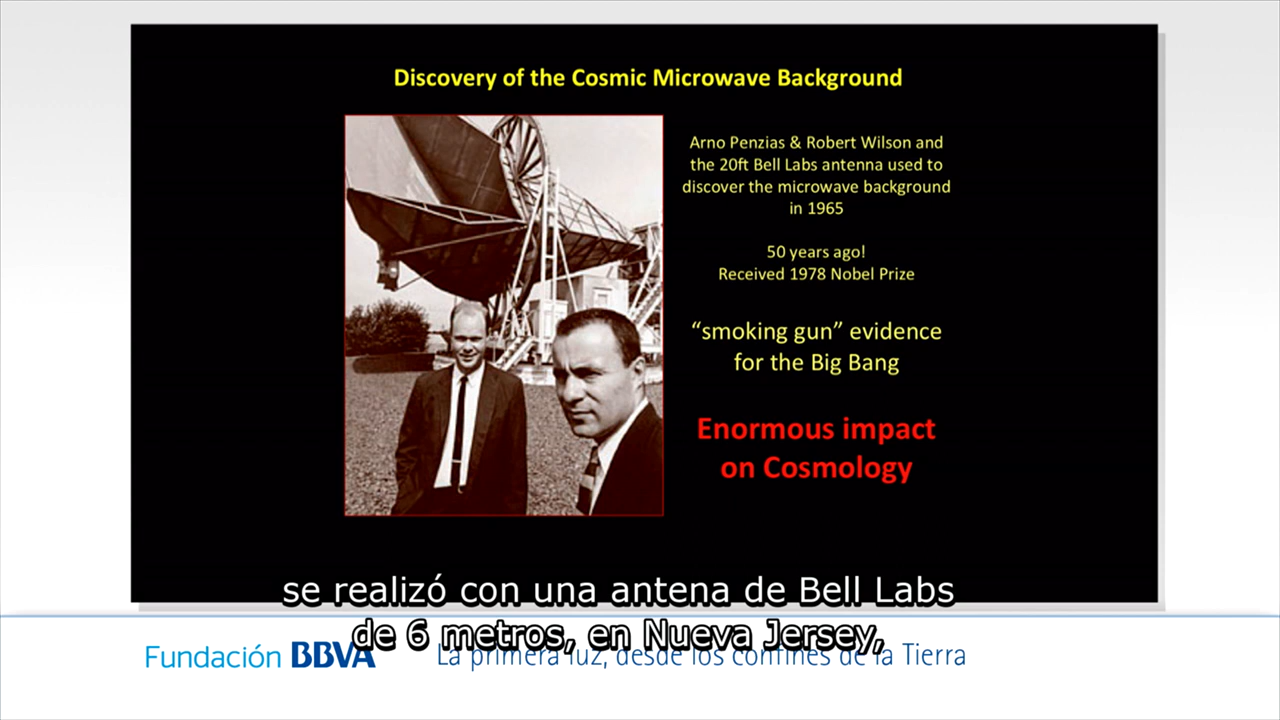 Discovery of the Cosmic Microwave Background
Arno Penzias & Robert Wilson and
the 20ft Bell Labs antenna used to
discover the microwave background
in 1965
50 years ago!
Received 1978 Nobel Prize
“smoking gun” evidence
for the Big Bang
Enormous impact
on Cosmology
se realizó con una antena de Bell Labs
de 6 metros, en Nueva Jersey,
Fundación BBVA
La primera luz, desde los confines de la Tierra